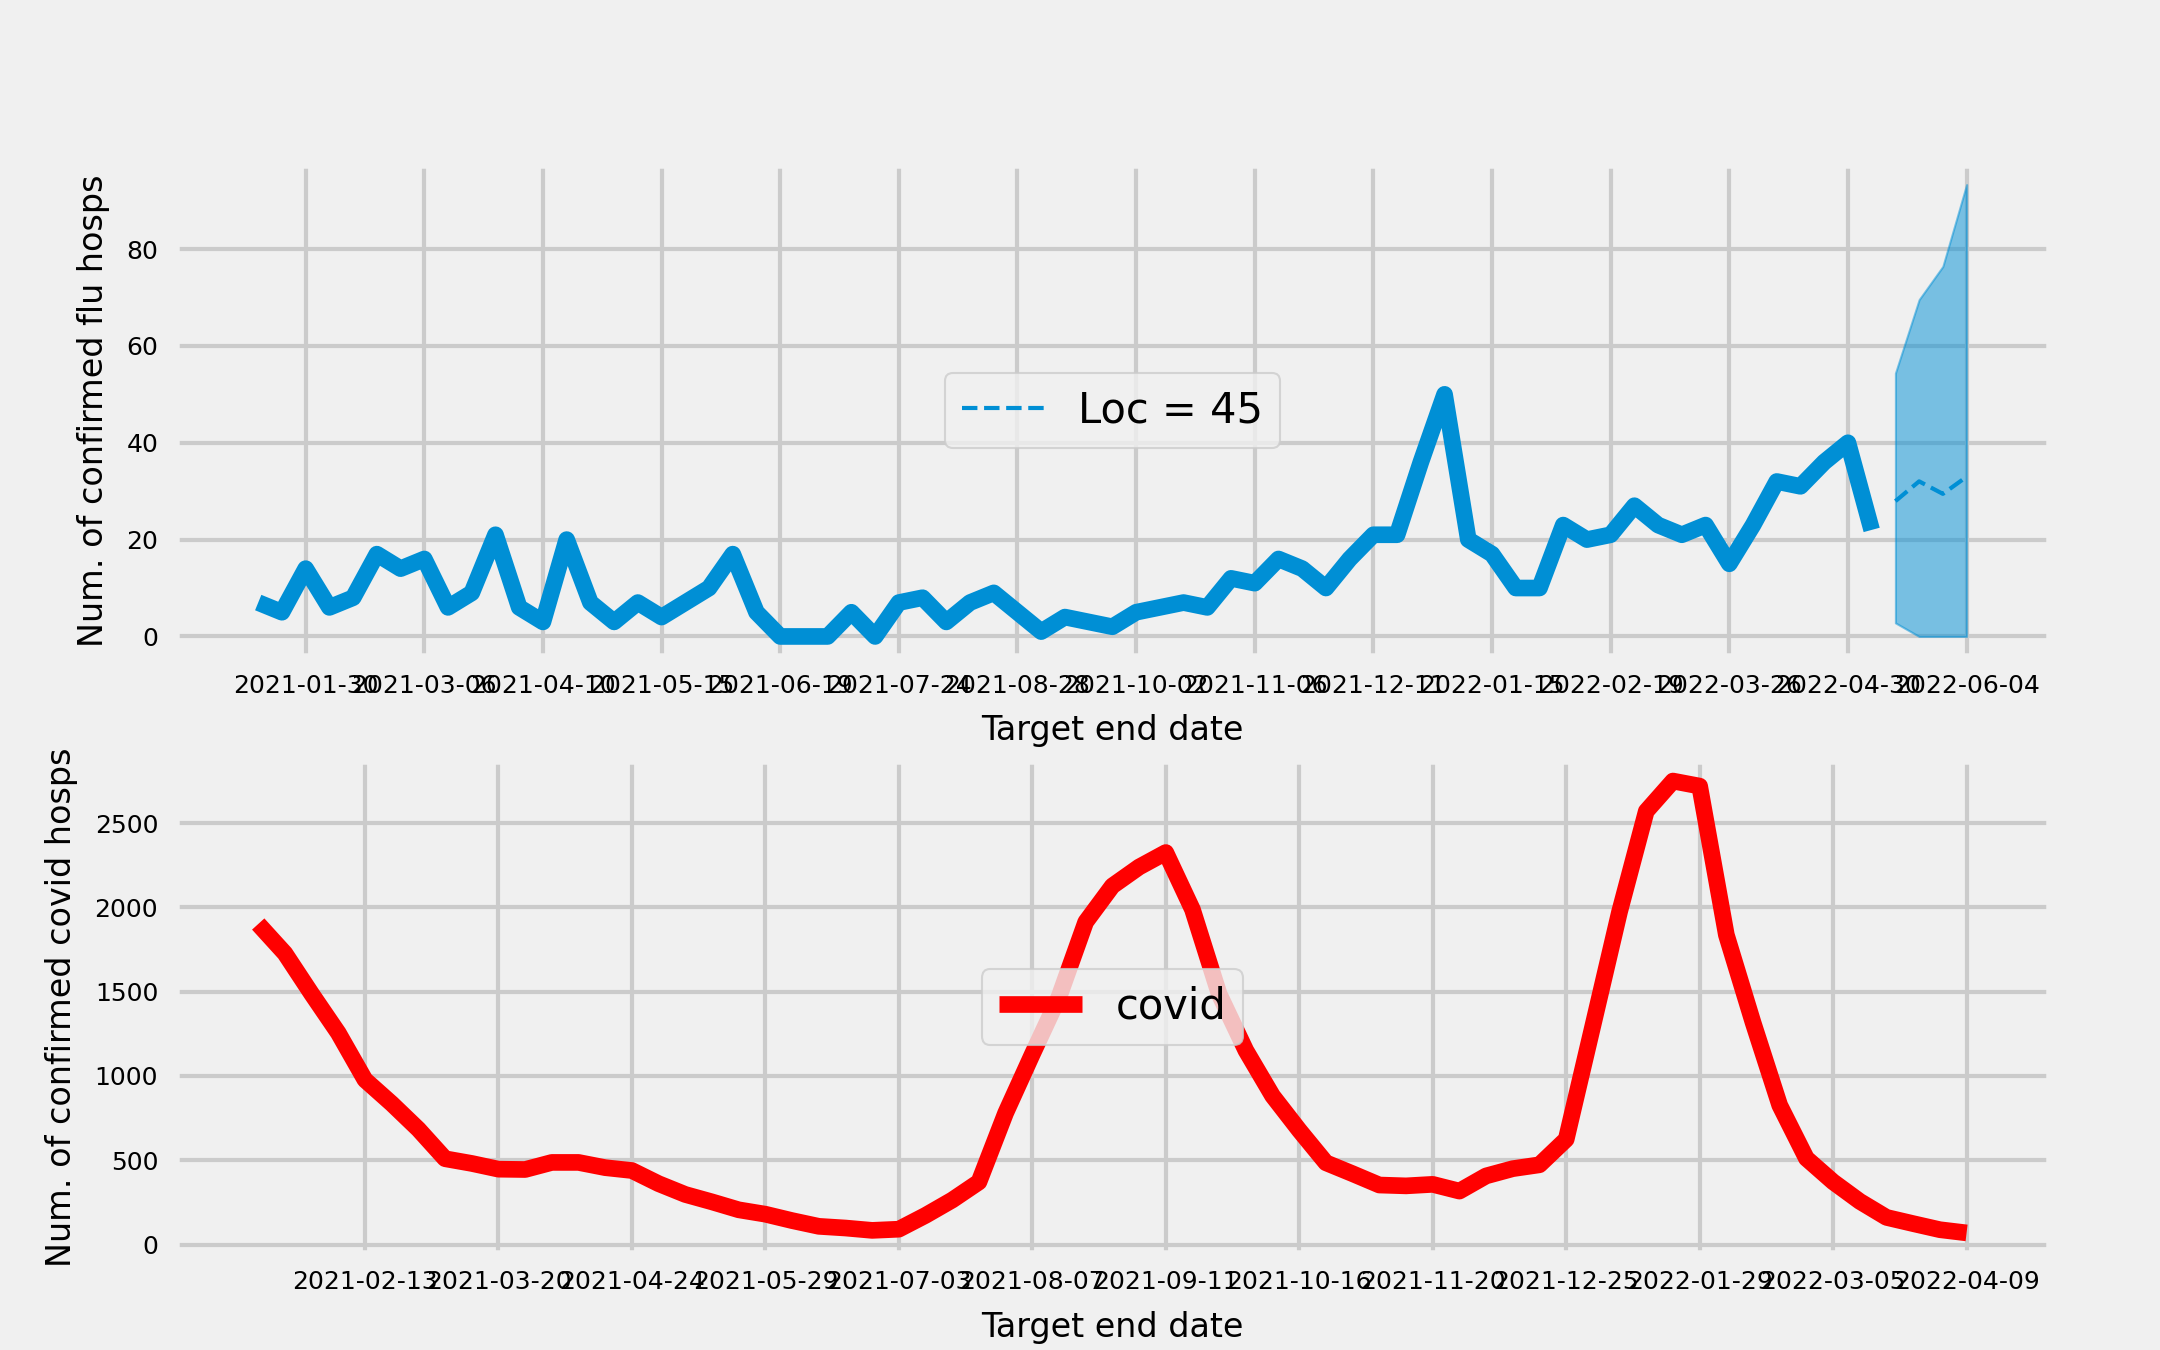 Num. of confirmed flu hosps
80
60
40
20
0
Loc = 45
2021-01-30 2021-03-06 2021-04-10 2021-05-15 2021-06-19 2021-07-24 2021-08-28 2021-10-02 2021-11-06 2021-12-11 2022-01-15 2022-02-19 2022-03-26 2022-04-30 2022-06-04
Target end date
Num. of confirmed covid hosps
2500
2000
1500
1000
500
0
covid
2021-02-13 2021-03-20 2021-04-24 2021-05-29 2021-07-03 2021-08-07 2021-09-11 2021-10-16 2021-11-20 2021-12-25 2022-01-29 2022-03-05 2022-04-09
Target end date